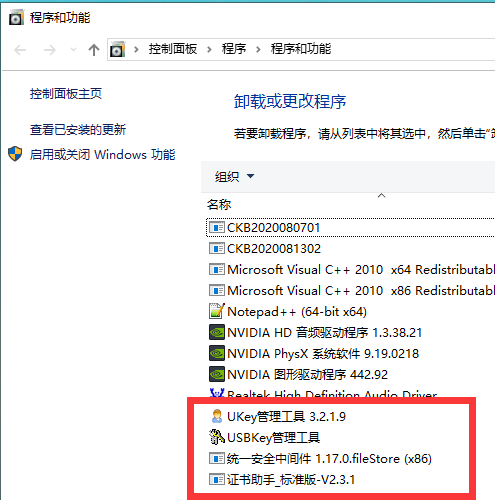 程序和功能
控制面板 程序 程序和功能
控制面板主页
卸载或更改程序
查看已安装的更新
若要卸载程序，请从列表中将其选中，然后单击“
启用或关闭 Windows 功能
组织
名称
CKB2020080701
CKB2020081302
Microsoft Visual C++ 2010 x64 Redistributab
Microsoft Visual C++ 2010 x86 Redistributab
Notepad++ (64-bit x64)
NVIDIA HD 音频驱动程序 1.3.38.21
NVIDIA PhysX 系统软件 9.19.0218
NVIDIA 图形驱动程序 442.92
Realtek High Definition Audio Driver
UKey管理工具 3.2.1.9
USBKey管理工具
统一安全中间件 1.17.0.fileStore (x86)
证书助手_标准版-V2.3.1